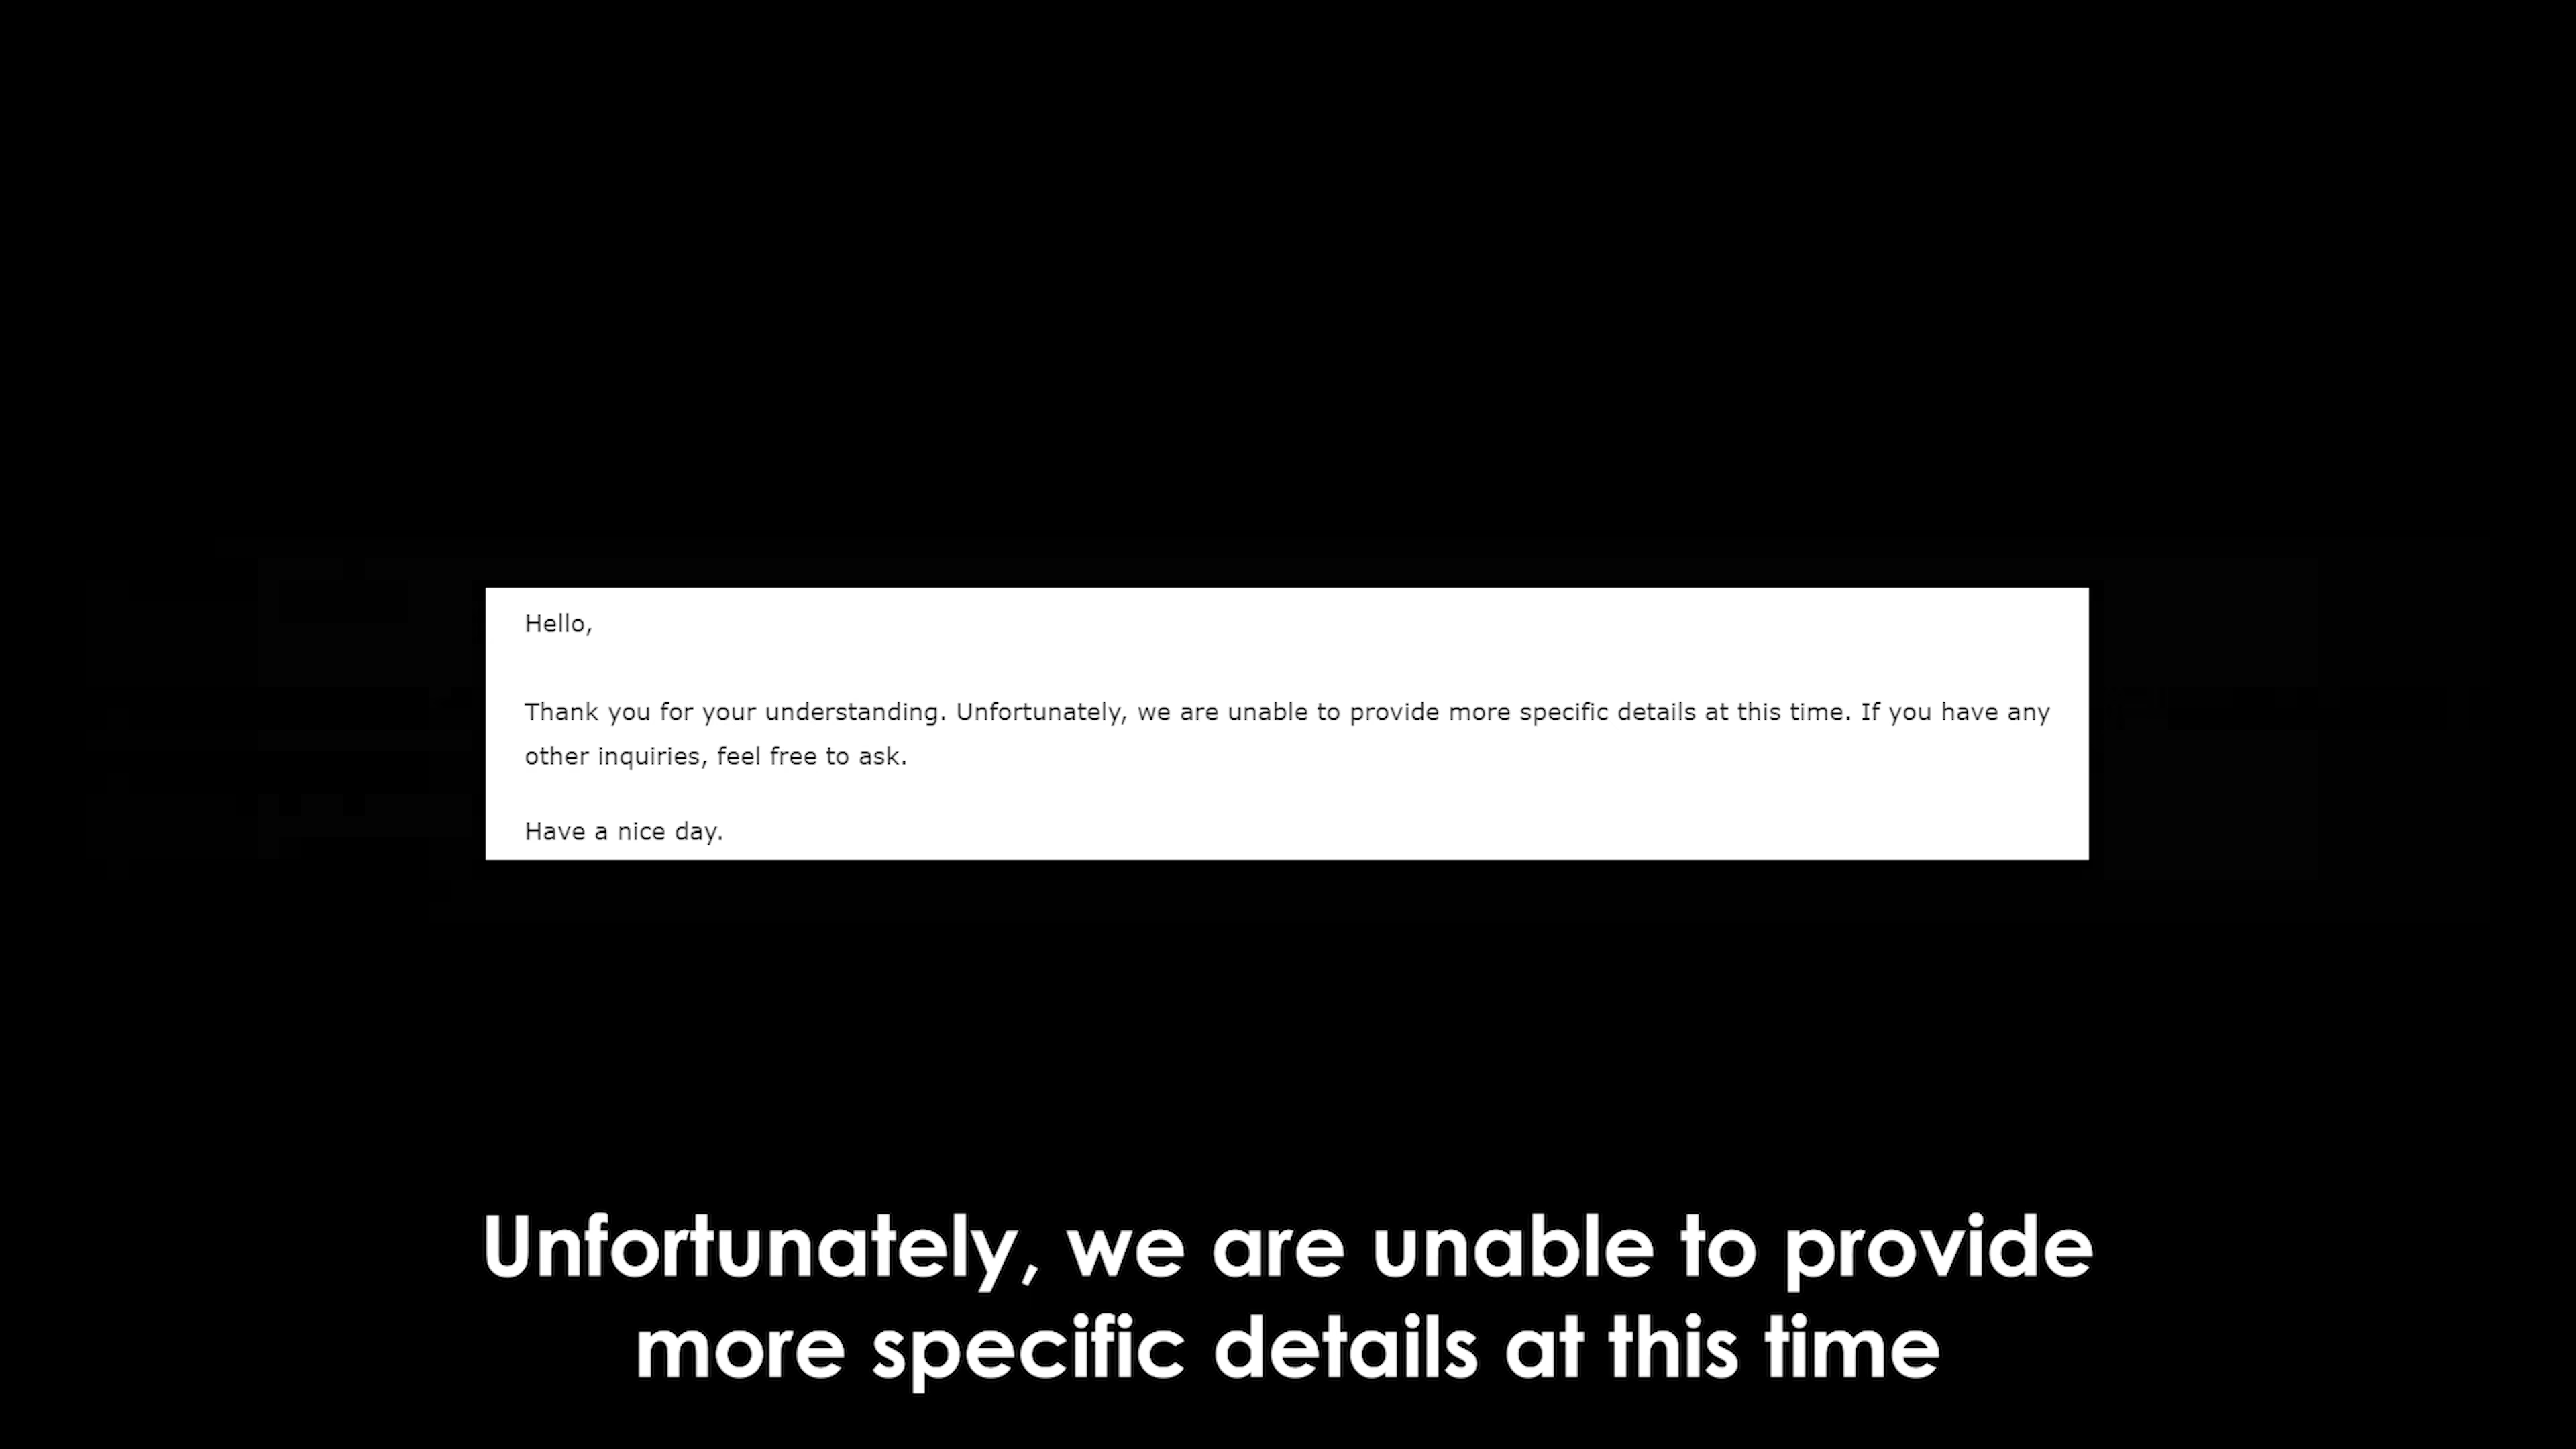 Hello,
Thank you for your understanding. Unfortunately, we are unable to provide more specific details at this time. If you have any
other inquiries, feel free to ask.
Have a nice day.
Unfortunately, we are unable to provide
more specific details at this time